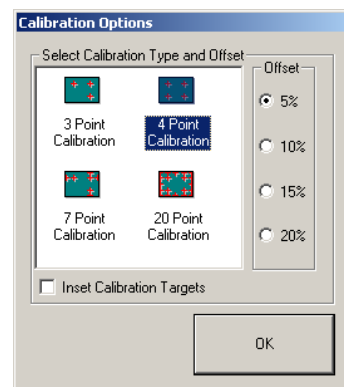 Calibration Options
Select Calibration Type and Offset
3 Point
Calibration
4 Point
Calibration
7 Point
Calibration
20 Point
Calibration
Offset
5%
10%
15%
20%
Inset Calibration Targets
OK